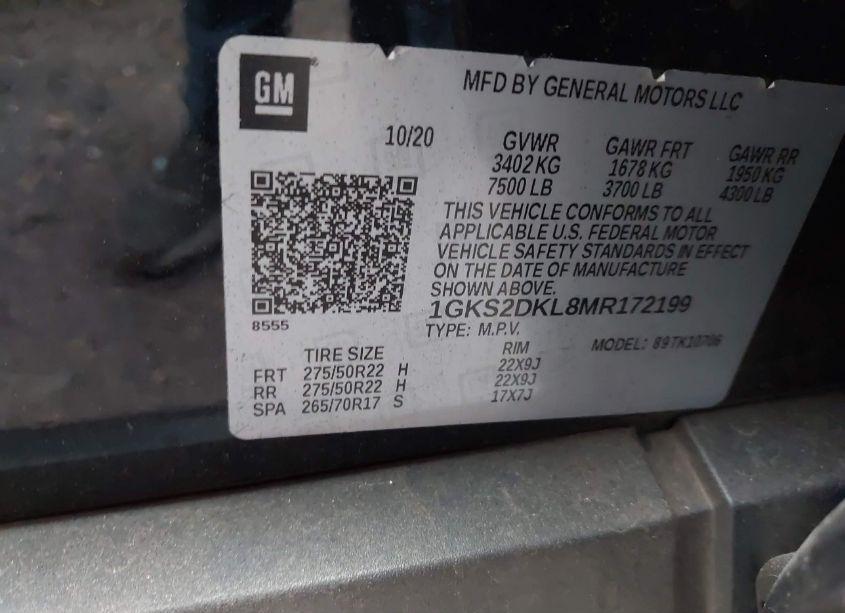 GM
MFD BY GENERAL MOTORS LLC
10/20 GVWR GAWR FRT GAWR RR
3402 KG 1678 KG 1950 KG
7500 LB 3700 LB 4300 LB
THIS VEHICLE CONFORMS TO ALL
APPLICABLE U.S. FEDERAL MOTOR
VEHICLE SAFETY STANDARDS IN EFFECT
ON THE DATE OF MANUFACTURE
SHOWN ABOVE.
1GKS2DKL8MR172199
8555
TYPE: M.P.V. MODEL: 89TK10706
TIRE SIZE RIM
FRT 275/50R22 H 22X9J
RR 275/50R22 H 22X9J
SPA 265/70R17 S 17X7J